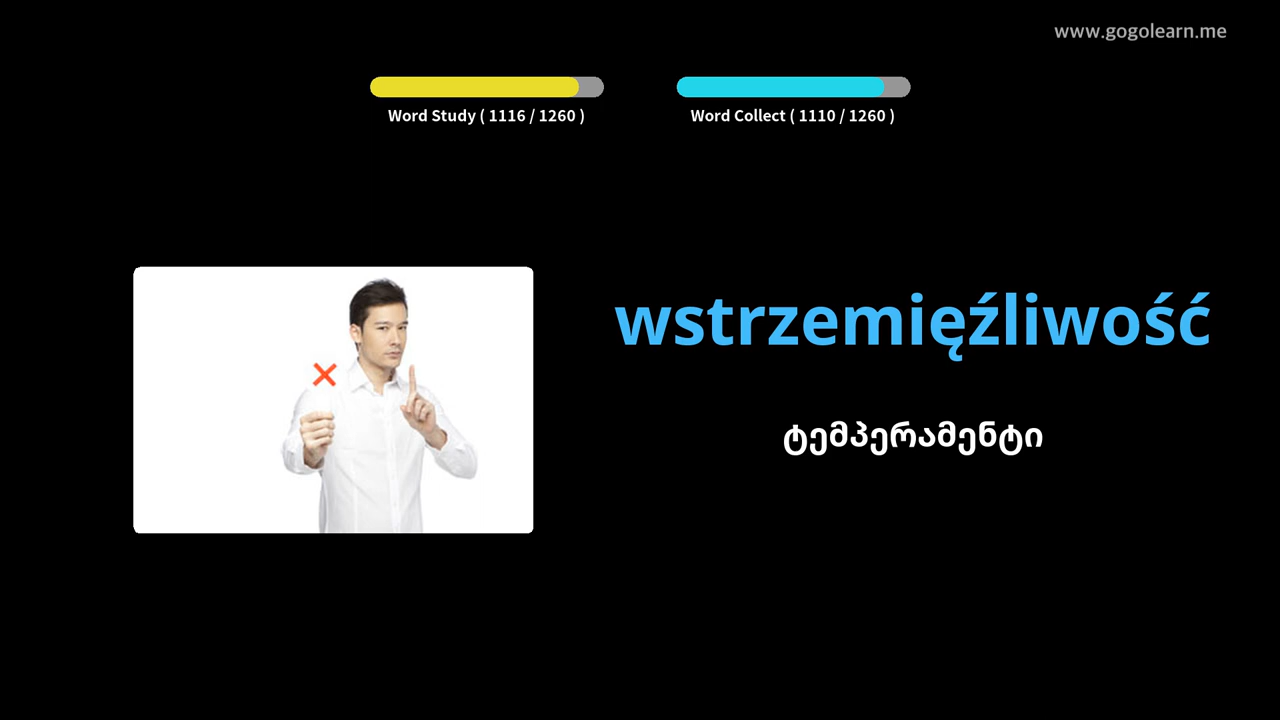 www.gogolearn.me
Word Study ( 1116 / 1260 )
Word Collect ( 1110 / 1260 )
wstrzemięźliwość
ტემპერამენტი